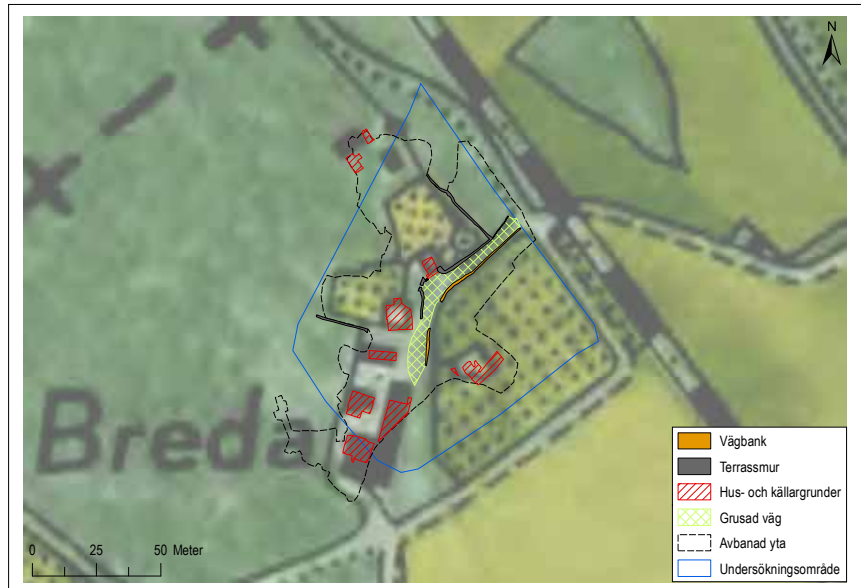 N
Breda
Vägbank
Terrassmur
Hus- och källargrunder
Grusad väg
Avbanad yta
Undersökningsområde
0 25 50 Meter